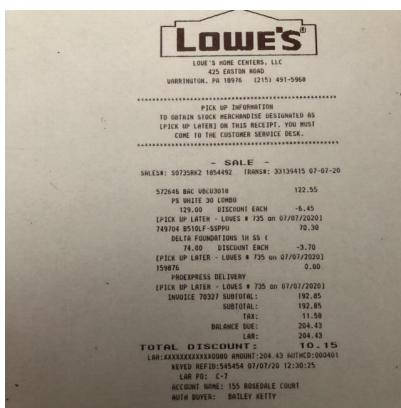 LOWE'S
LOWE'S HOME CENTERS, LLC
425 EASTON ROAD
WARRINGTON, PA 18976 (215) 491-5960
PICK UP INFORMATION
TO OBTAIN STOCK MERCHANDISE DESIGNATED AS
[PICK UP LATER] ON THIS RECEIPT, YOU MUST
COME TO THE CUSTOMER SERVICE DESK.
- SALE -
SALES#: 1854492 TRANS#: 33139415 07-07-20
572646 BAC 122.55
PS WHITE 30 COMBO
129.00 DISCOUNT EACH -6.45
[PICK UP LATER - LOWES # 735 on 07/07/2020]
749704 B510LF-SSPPU 70.30
DELTA FOUNDATIONS 1H SS (
74.00 DISCOUNT EACH -3.70
[PICK UP LATER - LOWES # 735 on 07/07/2020]
159876 0.00
PROEXPRESS DELIVERY
[PICK UP LATER - LOWES # 735 on 07/07/2020]
INVOICE 70327 SUBTOTAL: 192.85
SUBTOTAL: 192.85
TAX: 11.58
BALANCE DUE: 204.43
LAR: 204.43
TOTAL DISCOUNT: 10.15
AMOUNT:204.43 AUTHCD:000401
KEYED REFID:545454 07/07/20 12:30:25
LAR PO: C-7
ACCOUNT NAME: 155 ROSEDALE COURT
AUTH BUYER: BAILEY KETTY